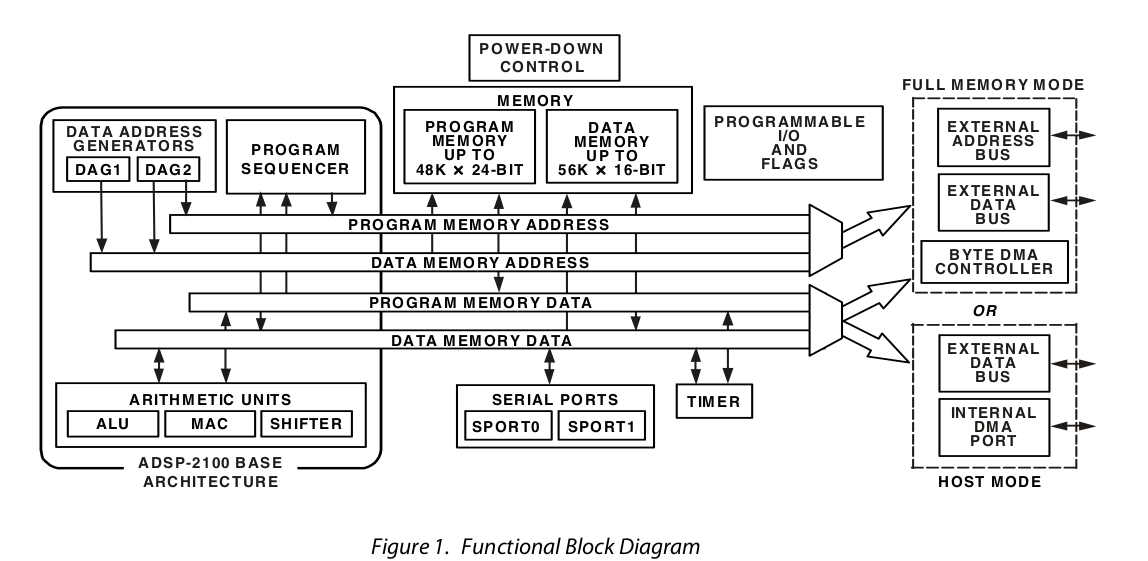 POWER-DOWN
CONTROL
FULL MEMORY MODE
MEMORY
PROGRAM
MEMORY
UP TO
48K × 24-BIT
DATA
MEMORY
UP TO
56K × 16-BIT
PROGRAMMABLE
I/O
AND
FLAGS
DATA ADDRESS
GENERATORS
DAG1
DAG2
PROGRAM
SEQUENCER
EXTERNAL
ADDRESS
BUS
EXTERNAL
DATA
BUS
BYTE DMA
CONTROLLER
PROGRAM MEMORY ADDRESS
DATA MEMORY ADDRESS
PROGRAM MEMORY DATA
DATA MEMORY DATA
OR
EXTERNAL
DATA
BUS
INTERNAL
DMA
PORT
HOST MODE
ARITHMETIC UNITS
ALU
MAC
SHIFTER
SERIAL PORTS
SPORT0
SPORT1
TIMER
ADSP-2100 BASE
ARCHITECTURE
Figure 1. Functional Block Diagram